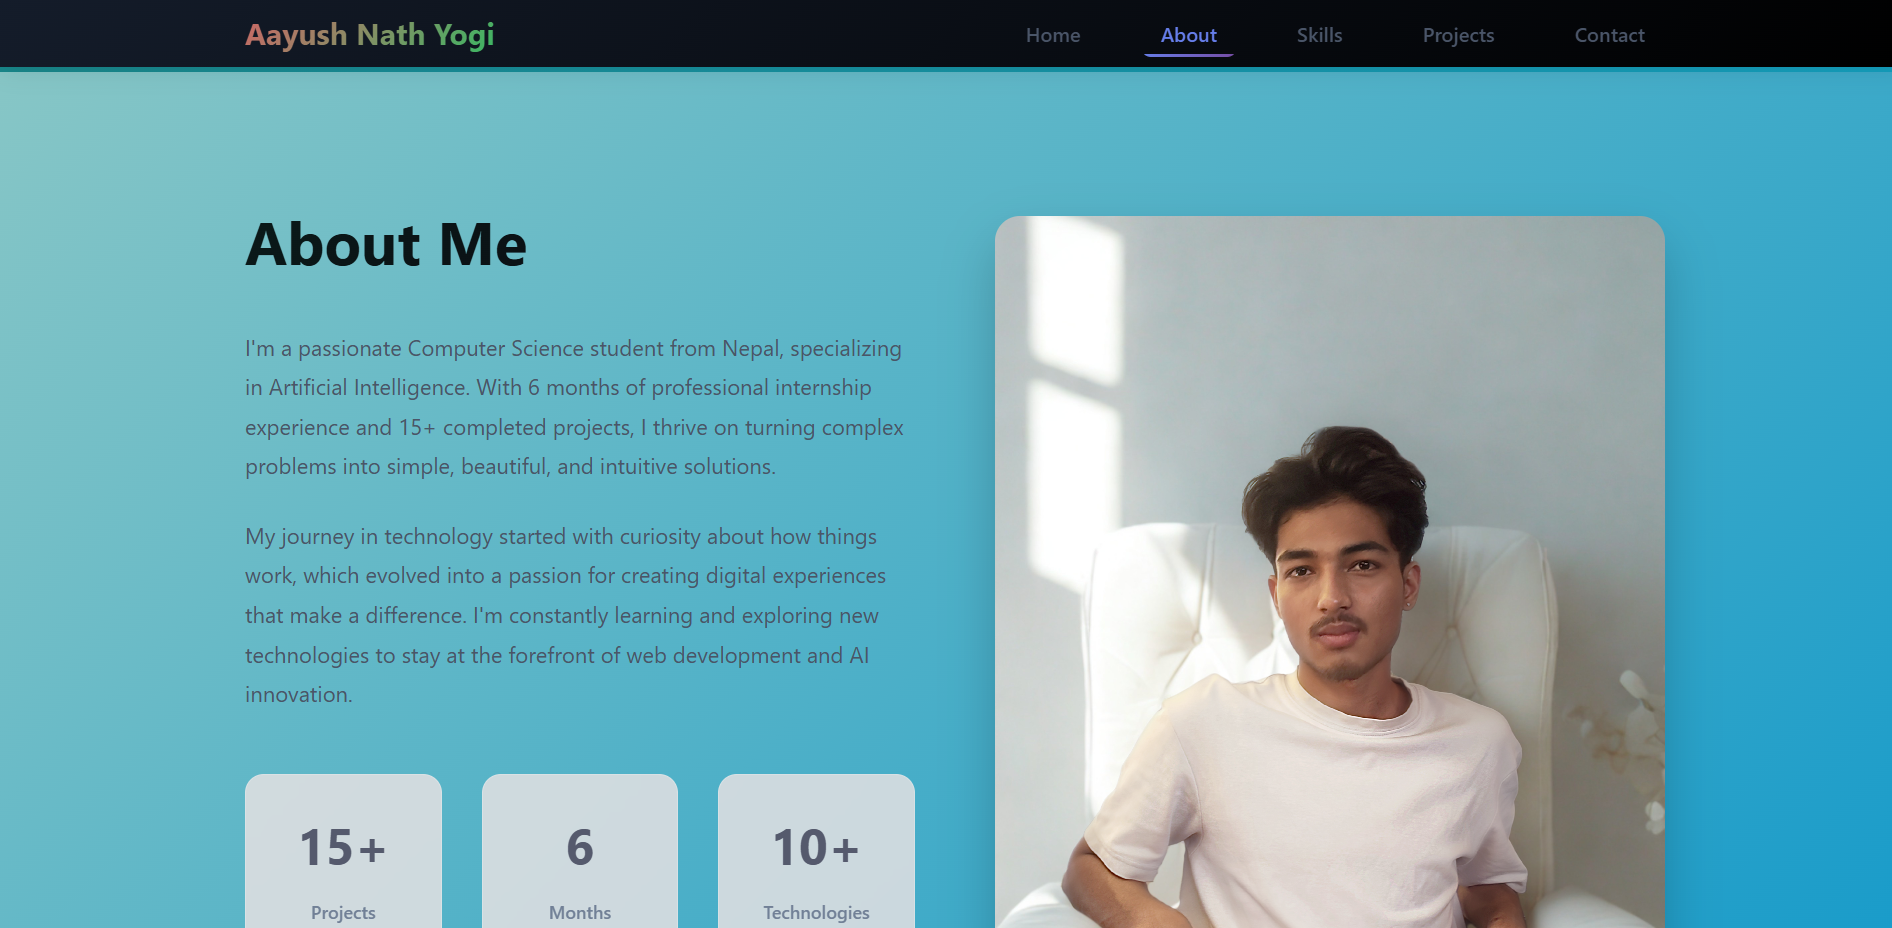 Aayush Nath Yogi
Home About Skills Projects Contact
About Me
I'm a passionate Computer Science student from Nepal, specializing
in Artificial Intelligence. With 6 months of professional internship
experience and 15+ completed projects, I thrive on turning complex
problems into simple, beautiful, and intuitive solutions.
My journey in technology started with curiosity about how things
work, which evolved into a passion for creating digital experiences
that make a difference. I'm constantly learning and exploring new
technologies to stay at the forefront of web development and AI
innovation.
15+
Projects
6
Months
10+
Technologies